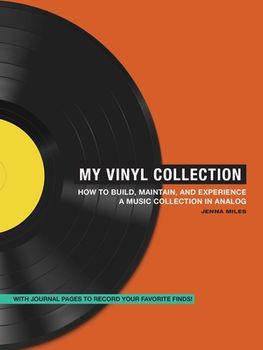 MY VINYL COLLECTION
HOW TO BUILD, MAINTAIN, AND EXPERIENCE
A MUSIC COLLECTION IN ANALOG
JENNA MILES
WITH JOURNAL PAGES TO RECORD YOUR FAVORITE FINDS!